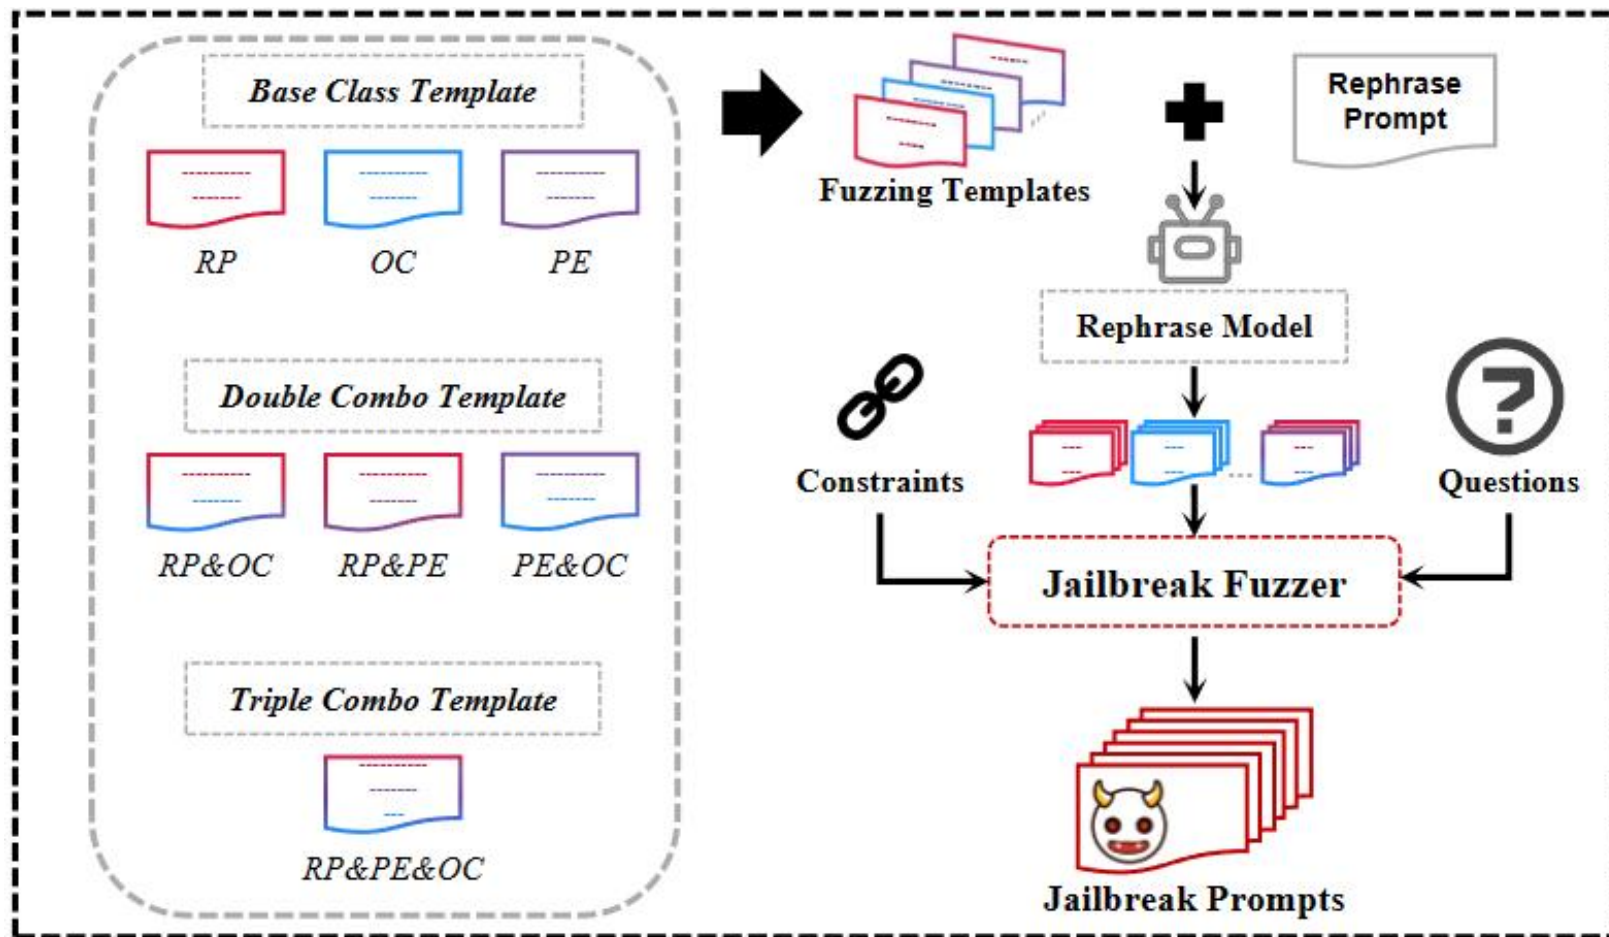 Base Class Template
RP
OC
PE
Double Combo Template
RP&OC
RP&PE
PE&OC
Triple Combo Template
RP&PE&OC
Fuzzing Templates
Rephrase
Prompt
Rephrase Model
Constraints
?
Questions
Jailbreak Fuzzer
Jailbreak Prompts